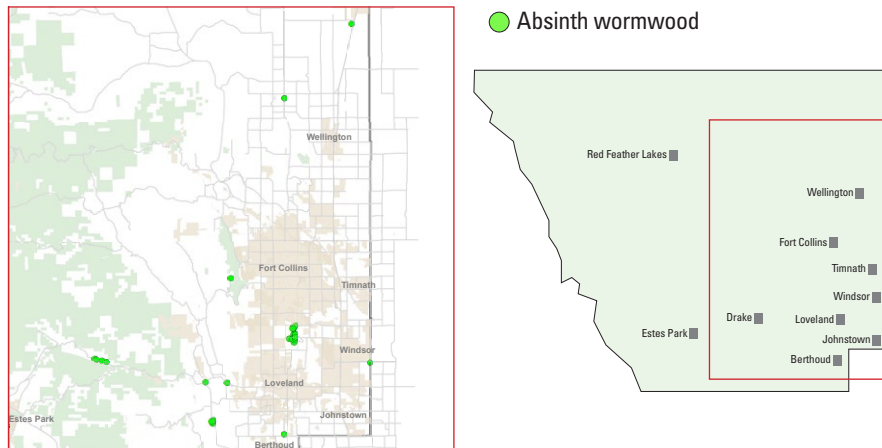 Absinth wormwood
Wellington
Fort Collins
Timnath
Windsor
Loveland
Johnstown
Estes Park
Berthoud
Red Feather Lakes
Wellington
Fort Collins
Timnath
Windsor
Drake
Loveland
Estes Park
Johnstown
Berthoud